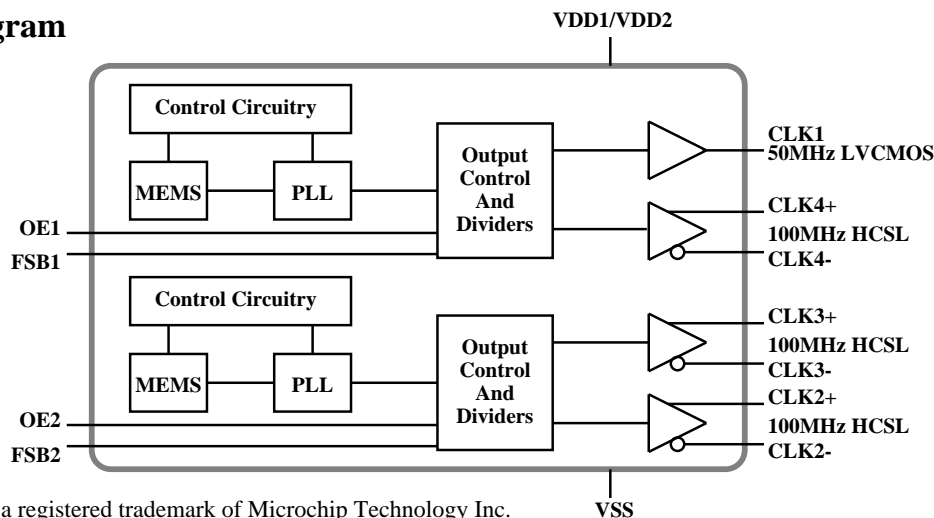 gram
VDD1/VDD2
Control Circuitry
MEMS
PLL
Output
Control
And
Dividers
CLK1
50MHz LVCMOS
CLK4+
100MHz HCSL
CLK4-
OE1
FSB1
Control Circuitry
MEMS
PLL
Output
Control
And
Dividers
CLK3+
100MHz HCSL
CLK3-
CLK2+
100MHz HCSL
CLK2-
OE2
FSB2
a registered trademark of Microchip Technology Inc.
VSS